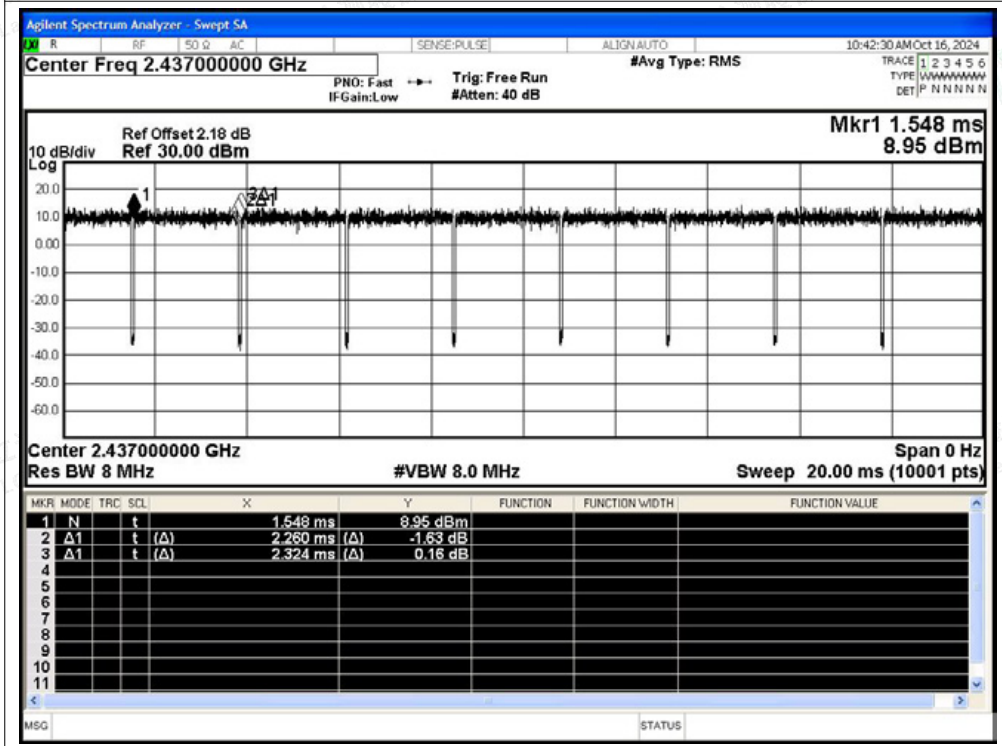 Agilent Spectrum Analyzer - Swept SA
LXI R RF 50 Ω AC SENSE:PULSE ALIGN AUTO 10:42:30 AM Oct 16, 2024
Center Freq 2.437000000 GHz #Avg Type: RMS TRACE 1 2 3 4 5 6
PNO: Fast Trig: Free Run TYPE WWWWWW
IFGain:Low #Atten: 40 dB DET P N N N N N
Mkr1 1.548 ms
8.95 dBm
Ref Offset 2.18 dB
10 dB/div Ref 30.00 dBm
Log
20.0
1
10.0
0.00
-10.0
-20.0
-30.0
-40.0
-50.0
-60.0
Center 2.437000000 GHz Span 0 Hz
Res BW 8 MHz #VBW 8.0 MHz Sweep 20.00 ms (10001 pts)
MKR MODE TRC SCL X Y FUNCTION FUNCTION WIDTH FUNCTION VALUE
1 N t 1.548 ms 8.95 dBm
2 Δ1 t (Δ) 2.260 ms (Δ) -1.63 dB
3 Δ1 t (Δ) 2.324 ms (Δ) 0.16 dB
4
5
6
7
8
9
10
11
MSG STATUS